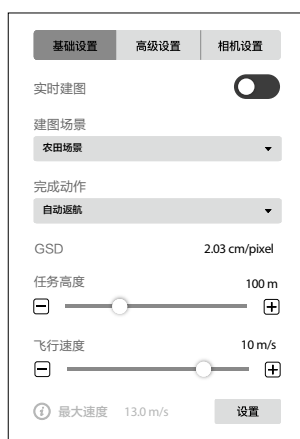 基础设置 高级设置 相机设置
实时建图
建图场景
农田场景
完成动作
自动返航
GSD 2.03 cm/pixel
任务高度 100 m
飞行速度 10 m/s
最大速度 13.0 m/s 设置